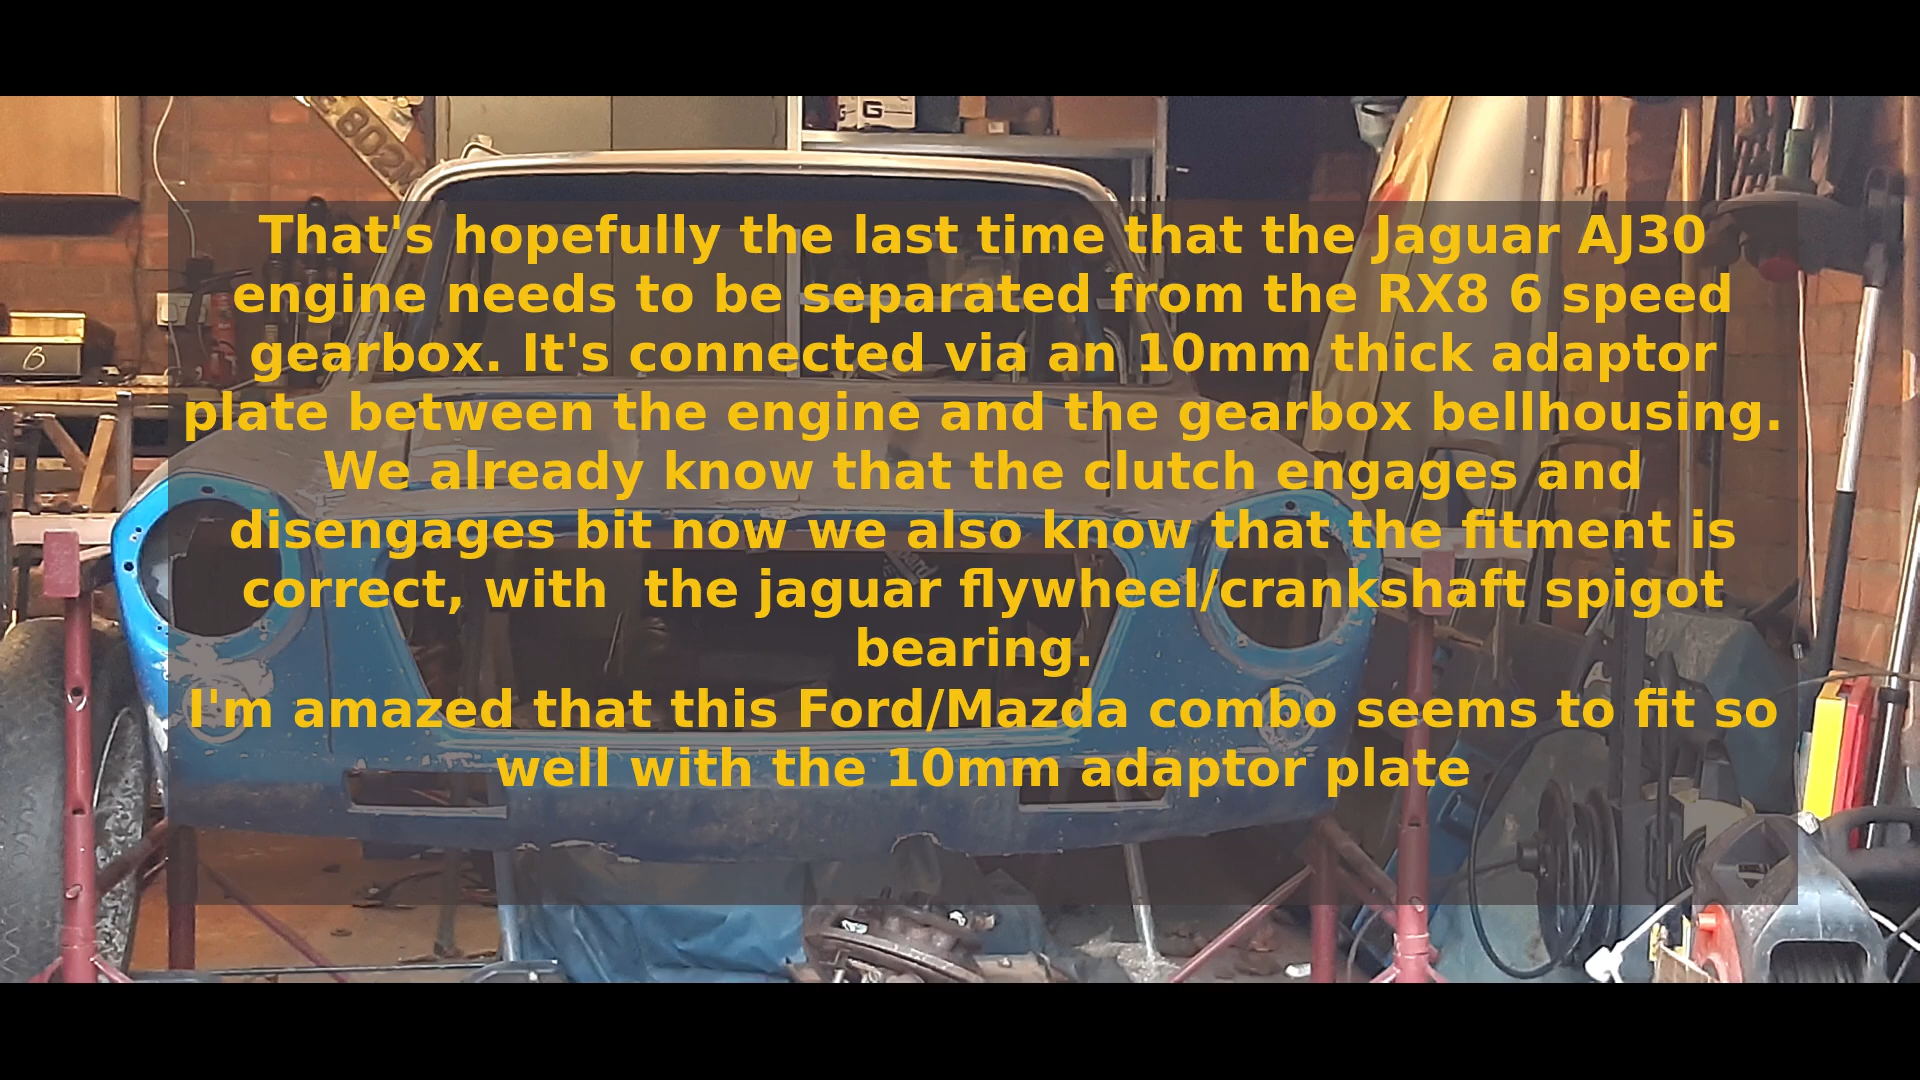 802N
G
B
That's hopefully the last time that the Jaguar AJ30
engine needs to be separated from the RX8 6 speed
gearbox. It's connected via an 10mm thick adaptor
plate between the engine and the gearbox bellhousing.
We already know that the clutch engages and
disengages bit now we also know that the fitment is
correct, with  the jaguar flywheel/crankshaft spigot
bearing.
I'm amazed that this Ford/Mazda combo seems to fit so
well with the 10mm adaptor plate